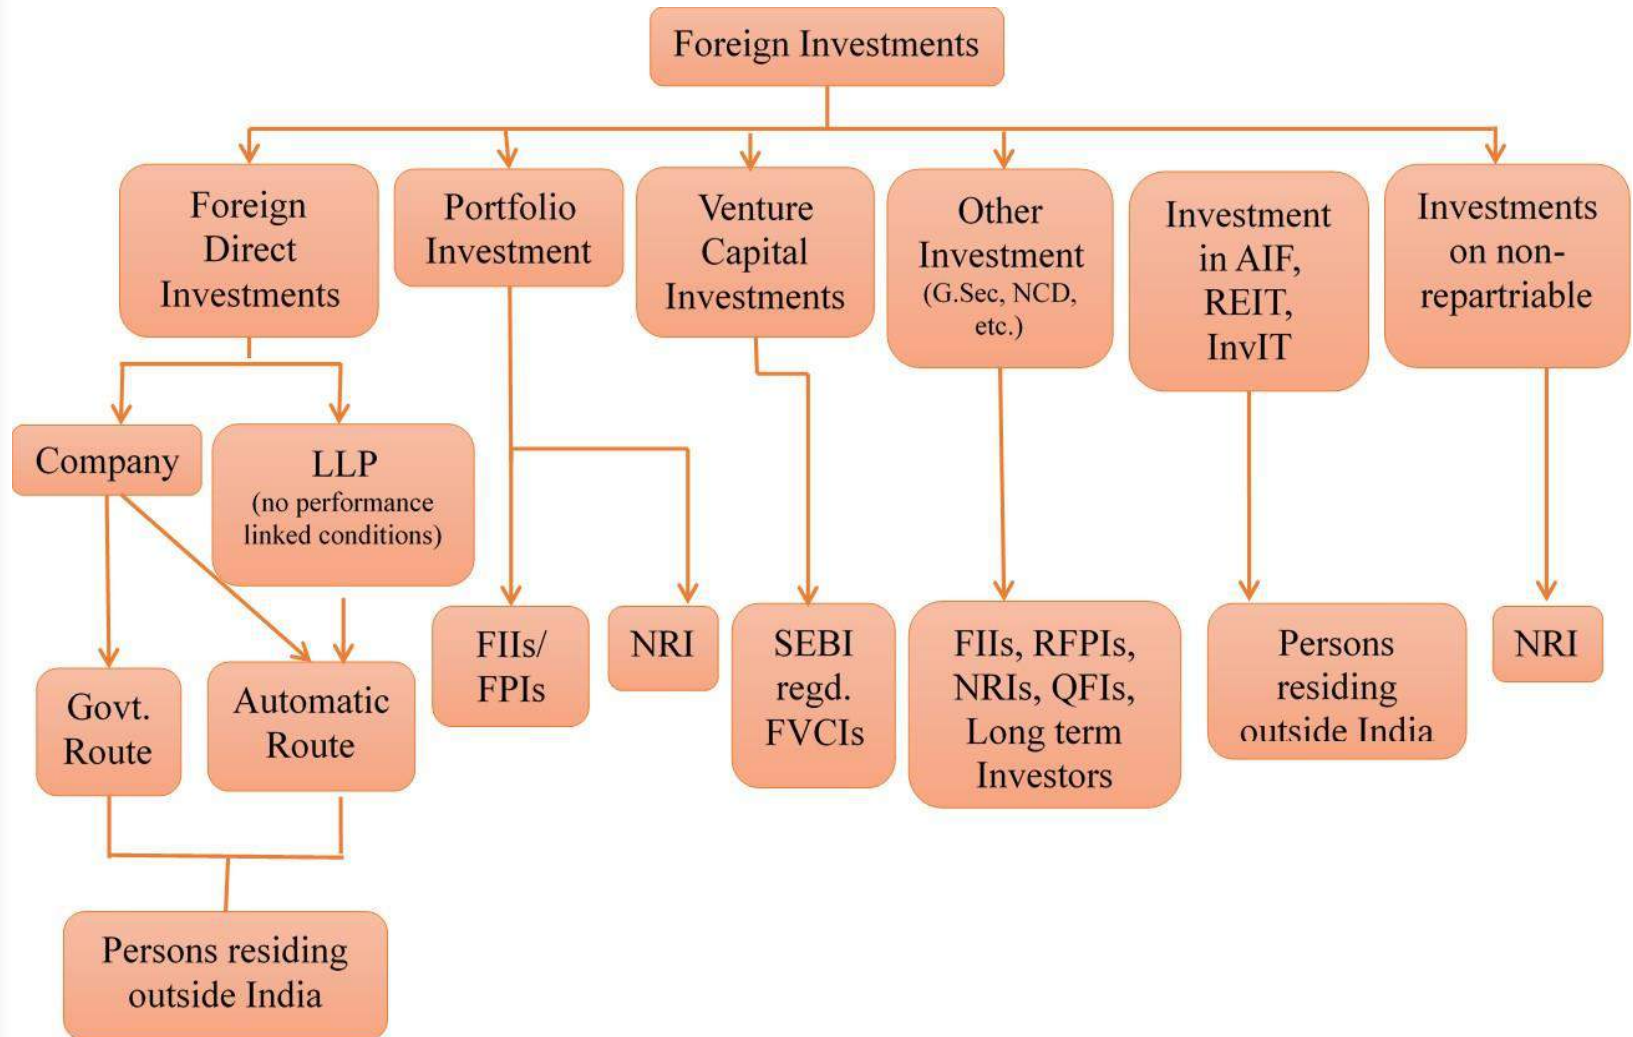 Foreign Investments
Foreign
Direct
Investments
Portfolio
Investment
Venture
Capital
Investments
Other
Investment
(G.Sec, NCD,
etc.)
Investment
in AIF,
REIT,
InvIT
Investments
on non-
repartriable
Company
LLP
(no performance
linked conditions)
Govt.
Route
Automatic
Route
FIIs/
FPIs
NRI
SEBI
regd.
FVCIs
FIIs, RFPIs,
NRIs, QFIs,
Long term
Investors
Persons
residing
outside India
NRI
Persons residing
outside India